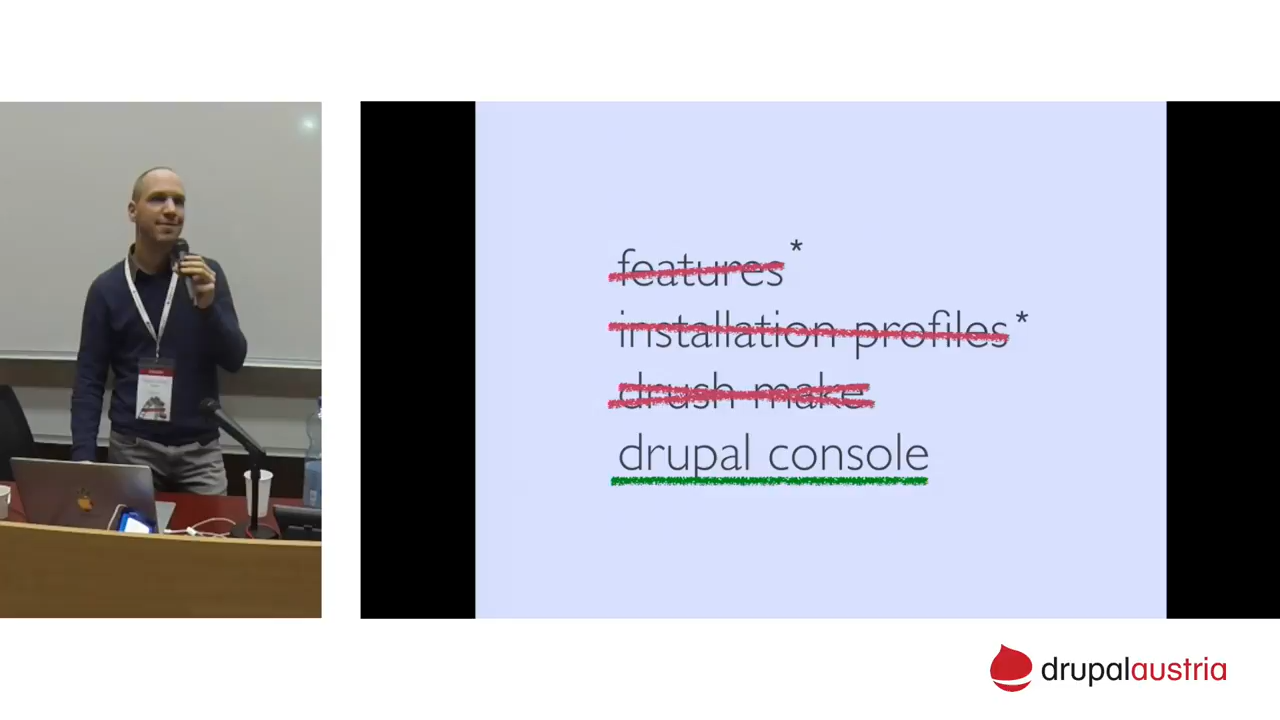 features*
installation profiles*
drush make
drupal console
drupalaustria